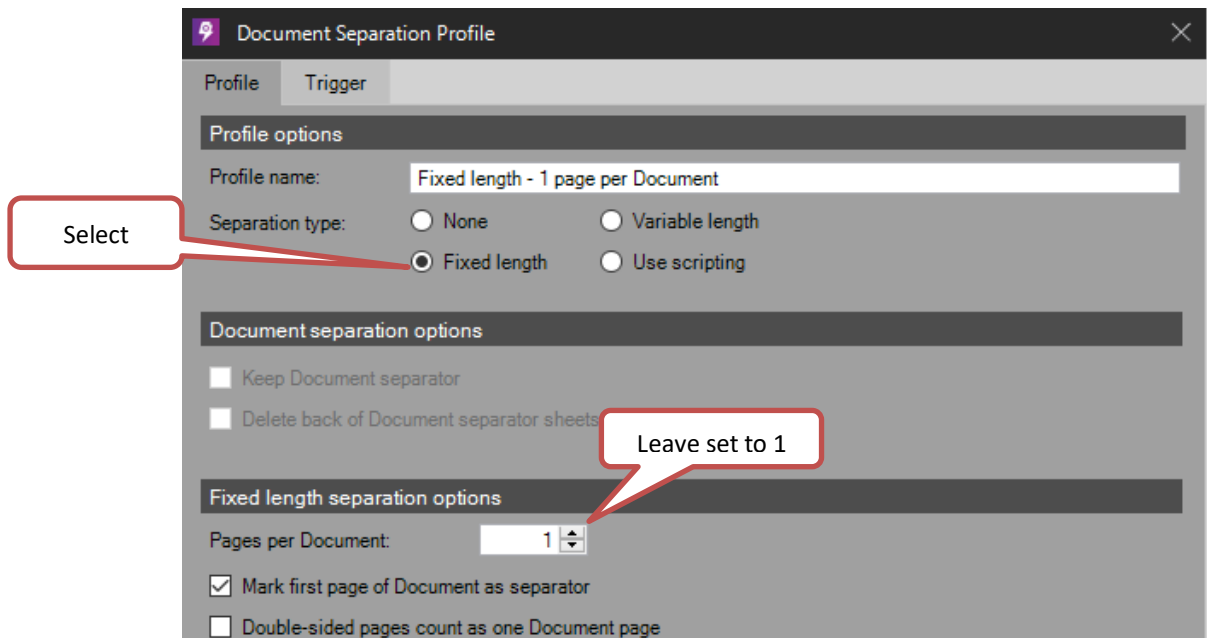 Document Separation Profile
Profile Trigger
Profile options
Profile name: Fixed length - 1 page per Document
Select
Separation type: None Variable length
Fixed length Use scripting
Document separation options
Keep Document separator
Delete back of Document separator sheets
Leave set to 1
Fixed length separation options
Pages per Document: 1
Mark first page of Document as separator
Double-sided pages count as one Document page